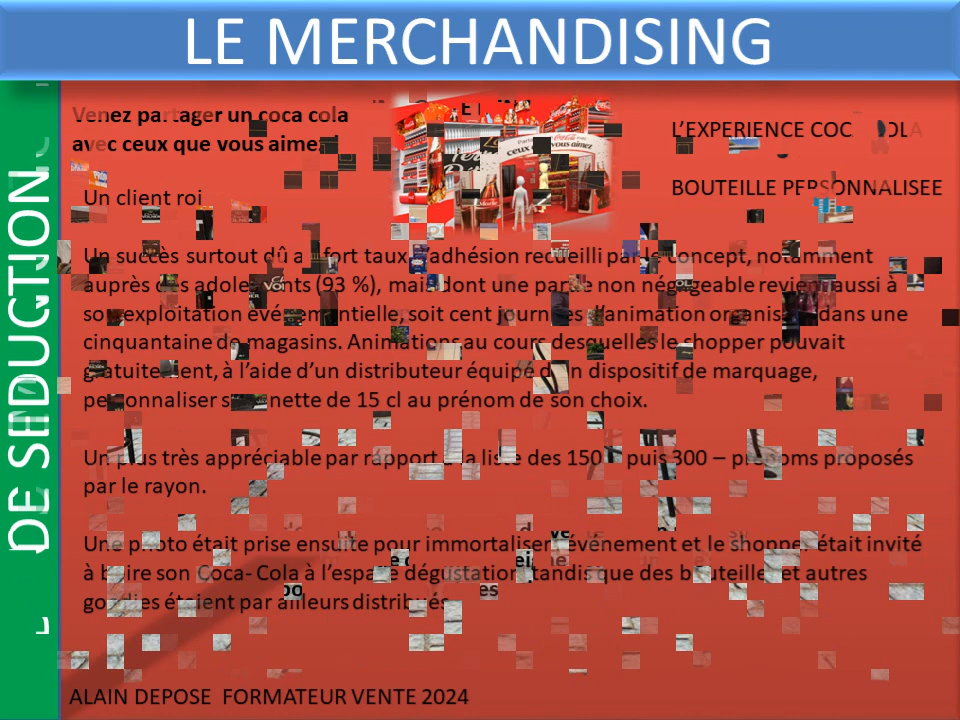 LE MERCHANDISING
DE SEDUCTION
Venez partager un coca cola
avec ceux que vous aimez
L'EXPERIENCE COC OLA
BOUTEILLE PERSONNALISEE
Un client roi
Un succès surtout dû a fort taux d'adhésion recueilli par le concept, notamment
auprès des adolescents (93 %), mais dont une partie non négligeable revient aussi à
son exploitation événementielle, soit cent journées d'animation organisées dans une
cinquantaine de magasins. Animations au cours desquelles le shopper pouvait
gratuitement, à l'aide d'un distributeur équipé d'un dispositif de marquage,
personnaliser sa canette de 15 cl au prénom de son choix.
Un plus très appréciable par rapport à la liste des 150 puis 300 – prénoms proposés
par le rayon.
Une photo était prise ensuite pour immortaliser événement et le shopper était invité
à boire son Coca- Cola à l'espace dégustation tandis que des bouteilles et autres
goodies étaient par ailleurs distribués
ALAIN DEPOSE FORMATEUR VENTE 2024